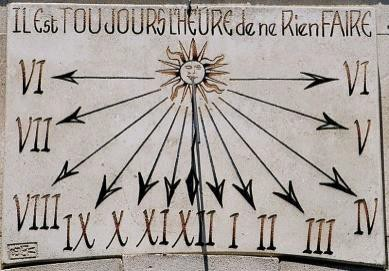 IL Est TOUJOURS L'HEURE de ne Rien FAIRE
VI VI
VII V
VIII IV
IX X XI XII I II III